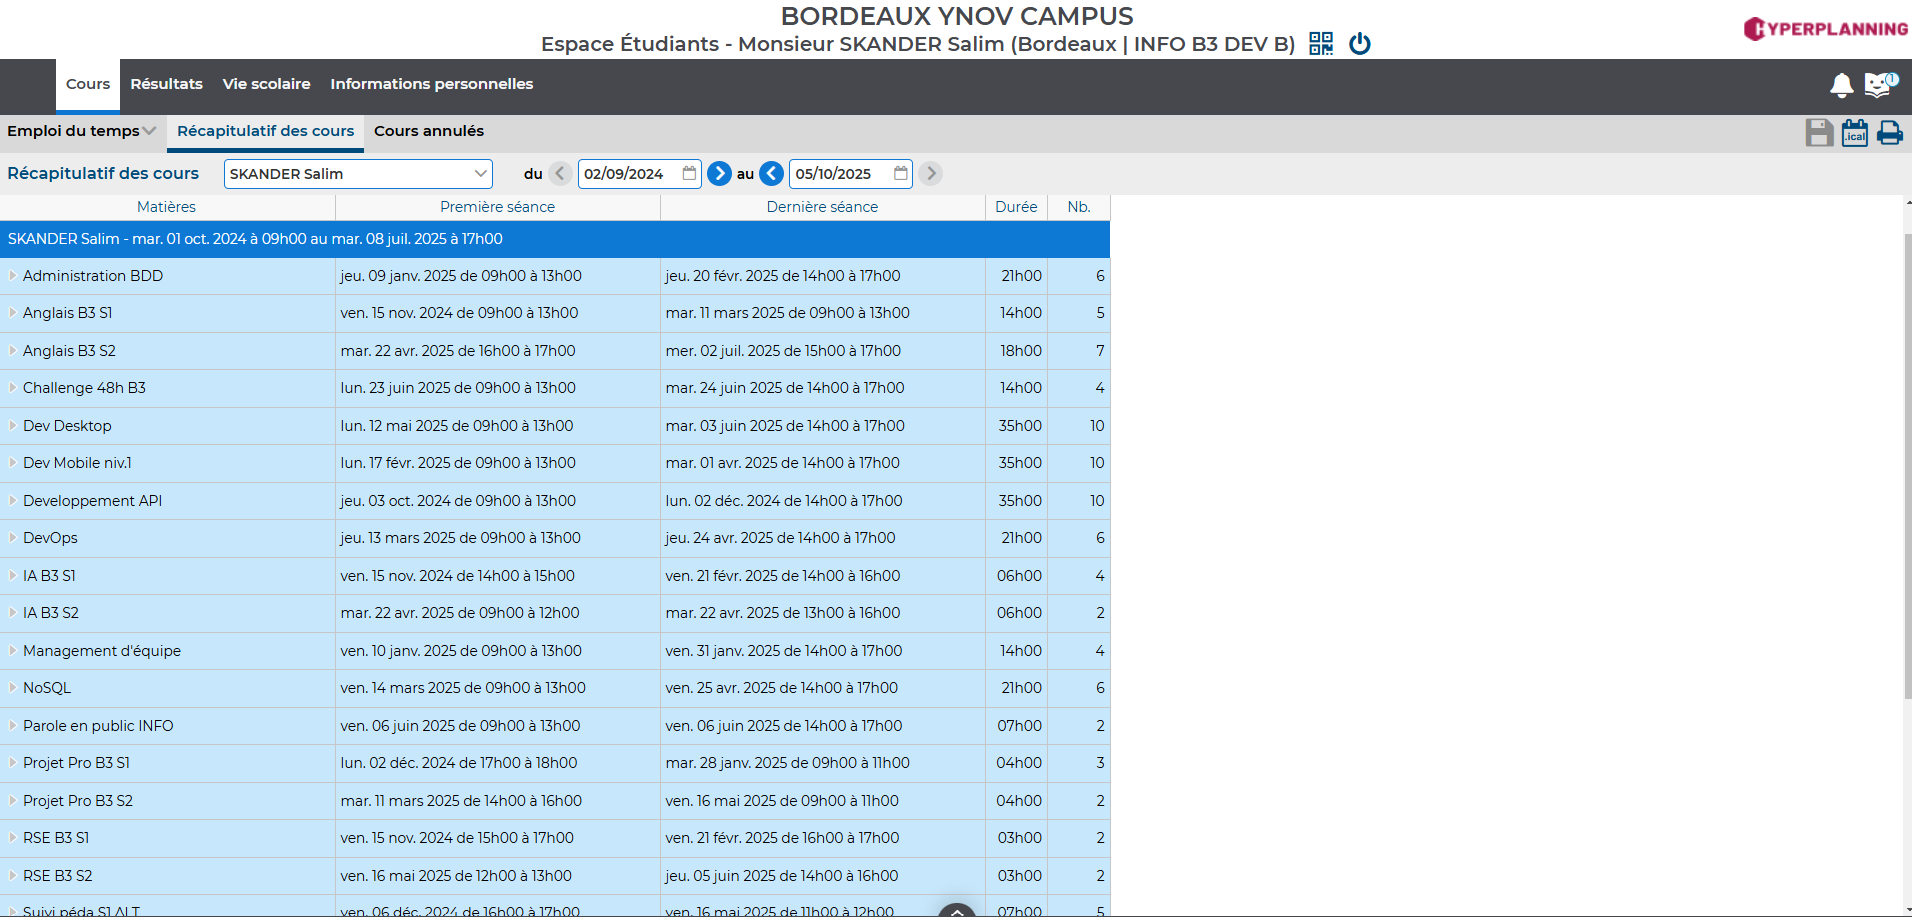 BORDEAUX YNOV CAMPUS
Espace Étudiants - Monsieur SKANDER Salim (Bordeaux | INFO B3 DEV B)
HYPERPLANNING
Cours Résultats Vie scolaire Informations personnelles
1
Emploi du temps Récapitulatif des cours Cours annulés
.ical
Récapitulatif des cours SKANDER Salim du 02/09/2024 au 05/10/2025
Matières Première séance Dernière séance Durée Nb.
SKANDER Salim - mar. 01 oct. 2024 à 09h00 au mar. 08 juil. 2025 à 17h00
Administration BDD jeu. 09 janv. 2025 de 09h00 à 13h00 jeu. 20 févr. 2025 de 14h00 à 17h00 21h00 6
Anglais B3 S1 ven. 15 nov. 2024 de 09h00 à 13h00 mar. 11 mars 2025 de 09h00 à 13h00 14h00 5
Anglais B3 S2 mar. 22 avr. 2025 de 16h00 à 17h00 mer. 02 juil. 2025 de 15h00 à 17h00 18h00 7
Challenge 48h B3 lun. 23 juin 2025 de 09h00 à 13h00 mar. 24 juin 2025 de 14h00 à 17h00 14h00 4
Dev Desktop lun. 12 mai 2025 de 09h00 à 13h00 mar. 03 juin 2025 de 14h00 à 17h00 35h00 10
Dev Mobile niv.1 lun. 17 févr. 2025 de 09h00 à 13h00 mar. 01 avr. 2025 de 14h00 à 17h00 35h00 10
Developpement API jeu. 03 oct. 2024 de 09h00 à 13h00 lun. 02 déc. 2024 de 14h00 à 17h00 35h00 10
DevOps jeu. 13 mars 2025 de 09h00 à 13h00 jeu. 24 avr. 2025 de 14h00 à 17h00 21h00 6
IA B3 S1 ven. 15 nov. 2024 de 14h00 à 15h00 ven. 21 févr. 2025 de 14h00 à 16h00 06h00 4
IA B3 S2 mar. 22 avr. 2025 de 09h00 à 12h00 mar. 22 avr. 2025 de 13h00 à 16h00 06h00 2
Management d'équipe ven. 10 janv. 2025 de 09h00 à 13h00 ven. 31 janv. 2025 de 14h00 à 17h00 14h00 4
NoSQL ven. 14 mars 2025 de 09h00 à 13h00 ven. 25 avr. 2025 de 14h00 à 17h00 21h00 6
Parole en public INFO ven. 06 juin 2025 de 09h00 à 13h00 ven. 06 juin 2025 de 14h00 à 17h00 07h00 2
Projet Pro B3 S1 lun. 02 déc. 2024 de 17h00 à 18h00 mar. 28 janv. 2025 de 09h00 à 11h00 04h00 3
Projet Pro B3 S2 mar. 11 mars 2025 de 14h00 à 16h00 ven. 16 mai 2025 de 09h00 à 11h00 04h00 2
RSE B3 S1 ven. 15 nov. 2024 de 15h00 à 17h00 ven. 21 févr. 2025 de 16h00 à 17h00 03h00 2
RSE B3 S2 ven. 16 mai 2025 de 12h00 à 13h00 jeu. 05 juin 2025 de 14h00 à 16h00 03h00 2
Suivi péda S1 ALT ven. 06 déc. 2024 de 16h00 à 17h00 ven. 16 mai 2025 de 11h00 à 12h00 07h00 5